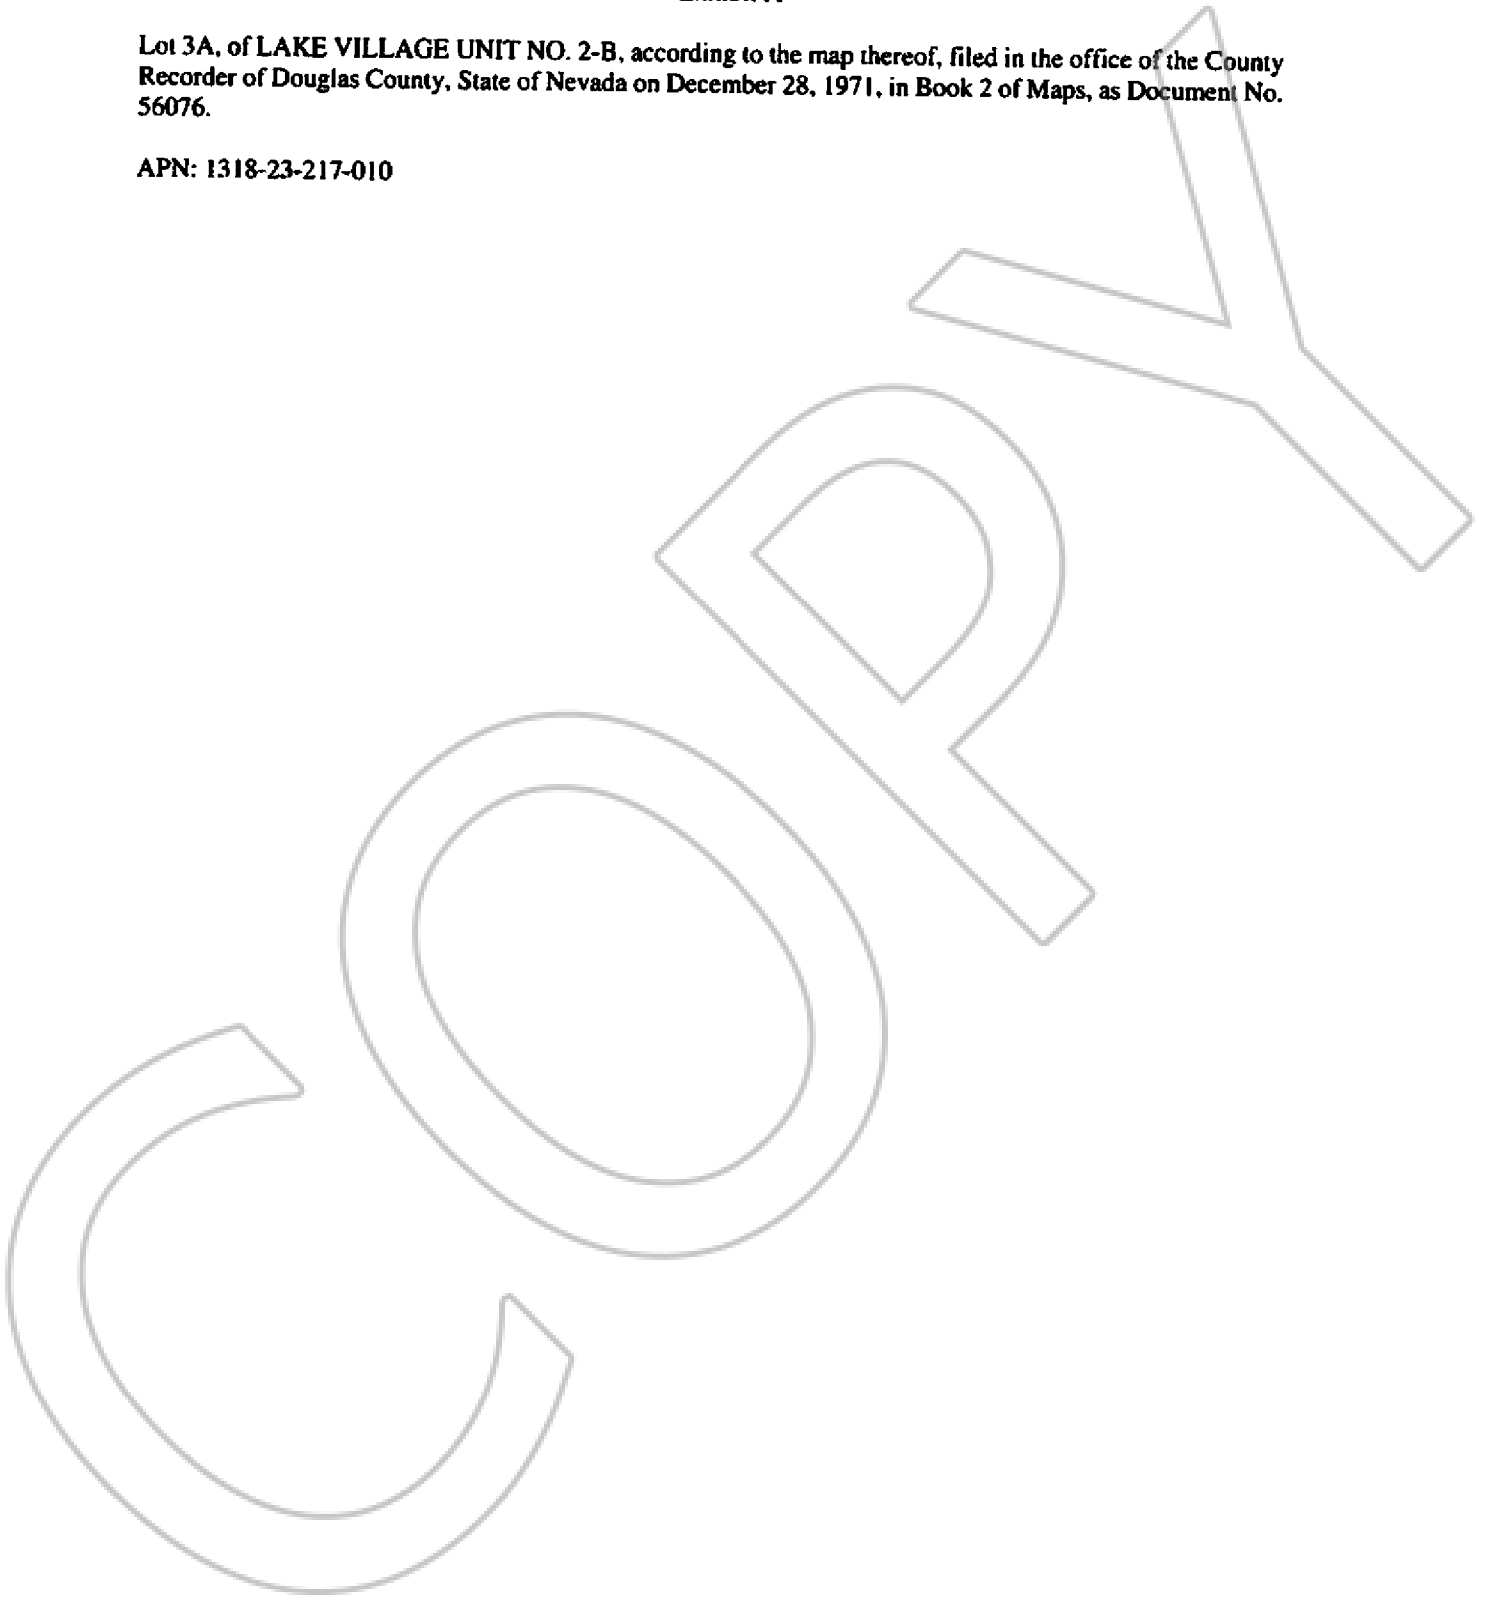 Lot 3A, of LAKE VILLAGE UNIT NO. 2-B, according to the map thereof, filed in the office of the County
Recorder of Douglas County, State of Nevada on December 28, 1971, in Book 2 of Maps, as Document No.
56076.
APN: 1318-23-217-010
COPY